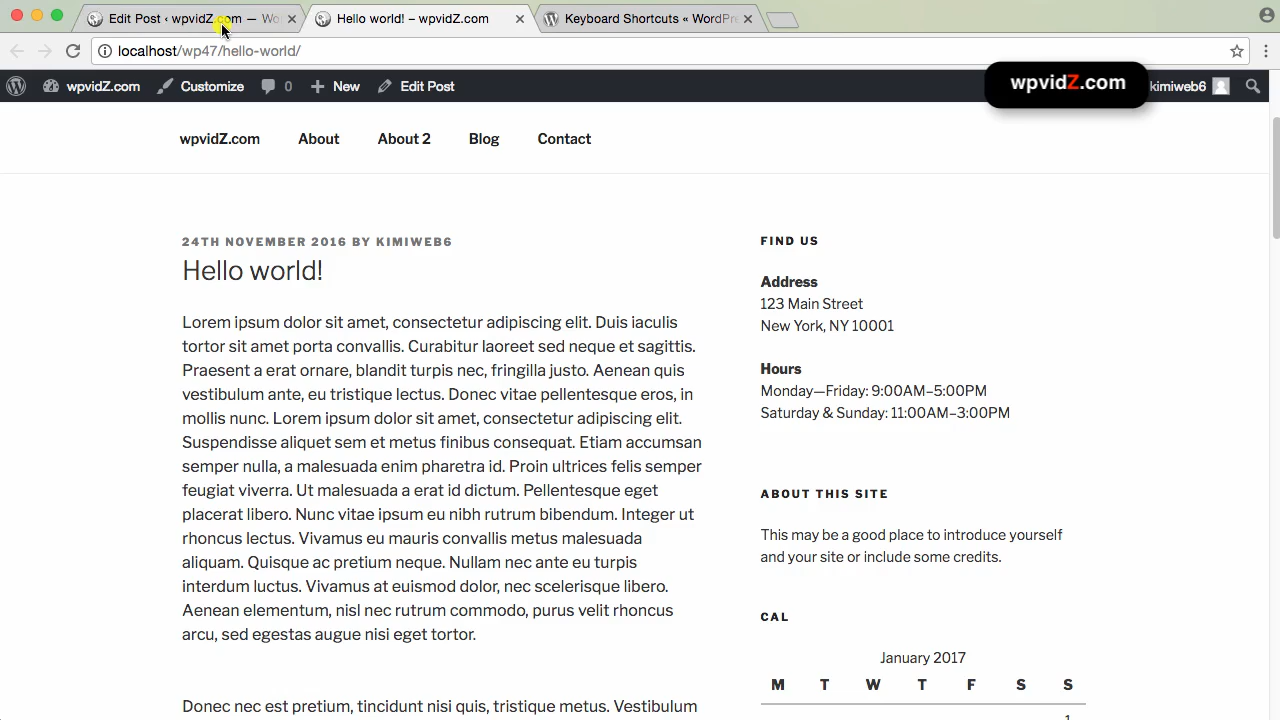 Edit Post ‹ wpvidZ.com — Wo
Hello world! – wpvidZ.com
Keyboard Shortcuts « WordPre
localhost/wp47/hello-world/
wpvidZ.com
Customize
0
New
Edit Post
wpvidZ.com
kimiweb6
wpvidZ.com
About
About 2
Blog
Contact
24TH NOVEMBER 2016 BY KIMIWEB6
Hello world!
Lorem ipsum dolor sit amet, consectetur adipiscing elit. Duis iaculis
tortor sit amet porta convallis. Curabitur laoreet sed neque et sagittis.
Praesent a erat ornare, blandit turpis nec, fringilla justo. Aenean quis
vestibulum ante, eu tristique lectus. Donec vitae pellentesque eros, in
mollis nunc. Lorem ipsum dolor sit amet, consectetur adipiscing elit.
Suspendisse aliquet sem et metus finibus consequat. Etiam accumsan
semper nulla, a malesuada enim pharetra id. Proin ultrices felis semper
feugiat viverra. Ut malesuada a erat id dictum. Pellentesque eget
placerat libero. Nunc vitae ipsum eu nibh rutrum bibendum. Integer ut
rhoncus lectus. Vivamus eu mauris convallis metus malesuada
aliquam. Quisque ac pretium neque. Nullam nec ante eu turpis
interdum luctus. Vivamus at euismod dolor, nec scelerisque libero.
Aenean elementum, nisl nec rutrum commodo, purus velit rhoncus
arcu, sed egestas augue nisi eget tortor.
Donec nec est pretium, tincidunt nisi quis, tristique metus. Vestibulum
FIND US
Address
123 Main Street
New York, NY 10001
Hours
Monday—Friday: 9:00AM–5:00PM
Saturday & Sunday: 11:00AM–3:00PM
ABOUT THIS SITE
This may be a good place to introduce yourself
and your site or include some credits.
CAL
January 2017
M T W T F S S
1